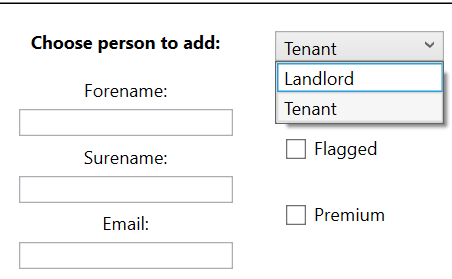 Choose person to add:
Tenant
Landlord
Tenant
Forename:
Flagged
Surename:
Premium
Email: